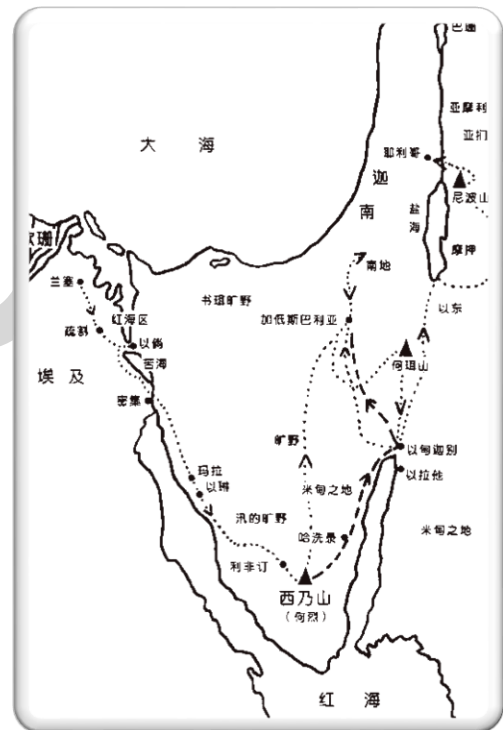 巴珊
亚摩利
亚扪
大 海
耶利哥
迦
南
尼波山
盐海
珊
摩押
南地
兰塞
书珥旷野
以东
红海区
加低斯巴利亚
疏割
以倘
何珥山
苦海
埃及
旷野
以旬迦别
玛拉
以琳
米甸之地
以拉他
汛的旷野
哈洗录
米甸之地
利非订
西乃山
(何烈)
红 海